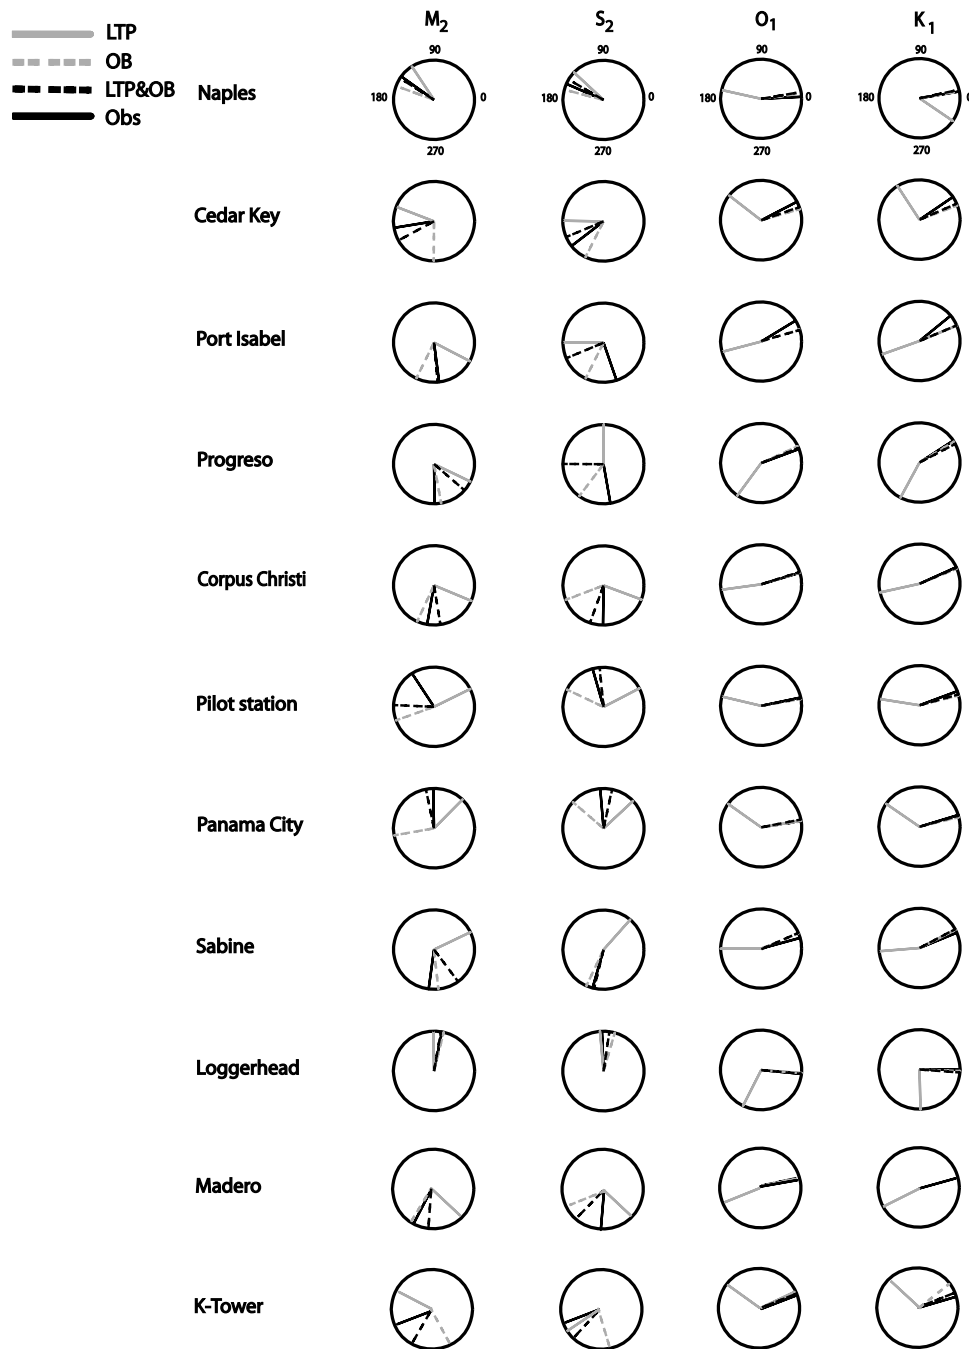 M2 S2 O1 K1
LTP
OB
LTP&OB
Obs
90 90 90 90
Naples 180 0 180 0 180 0 180 0
270 270 270 270
Cedar Key
Port Isabel
Progreso
Corpus Christi
Pilot station
Panama City
Sabine
Loggerhead
Madero
K-Tower